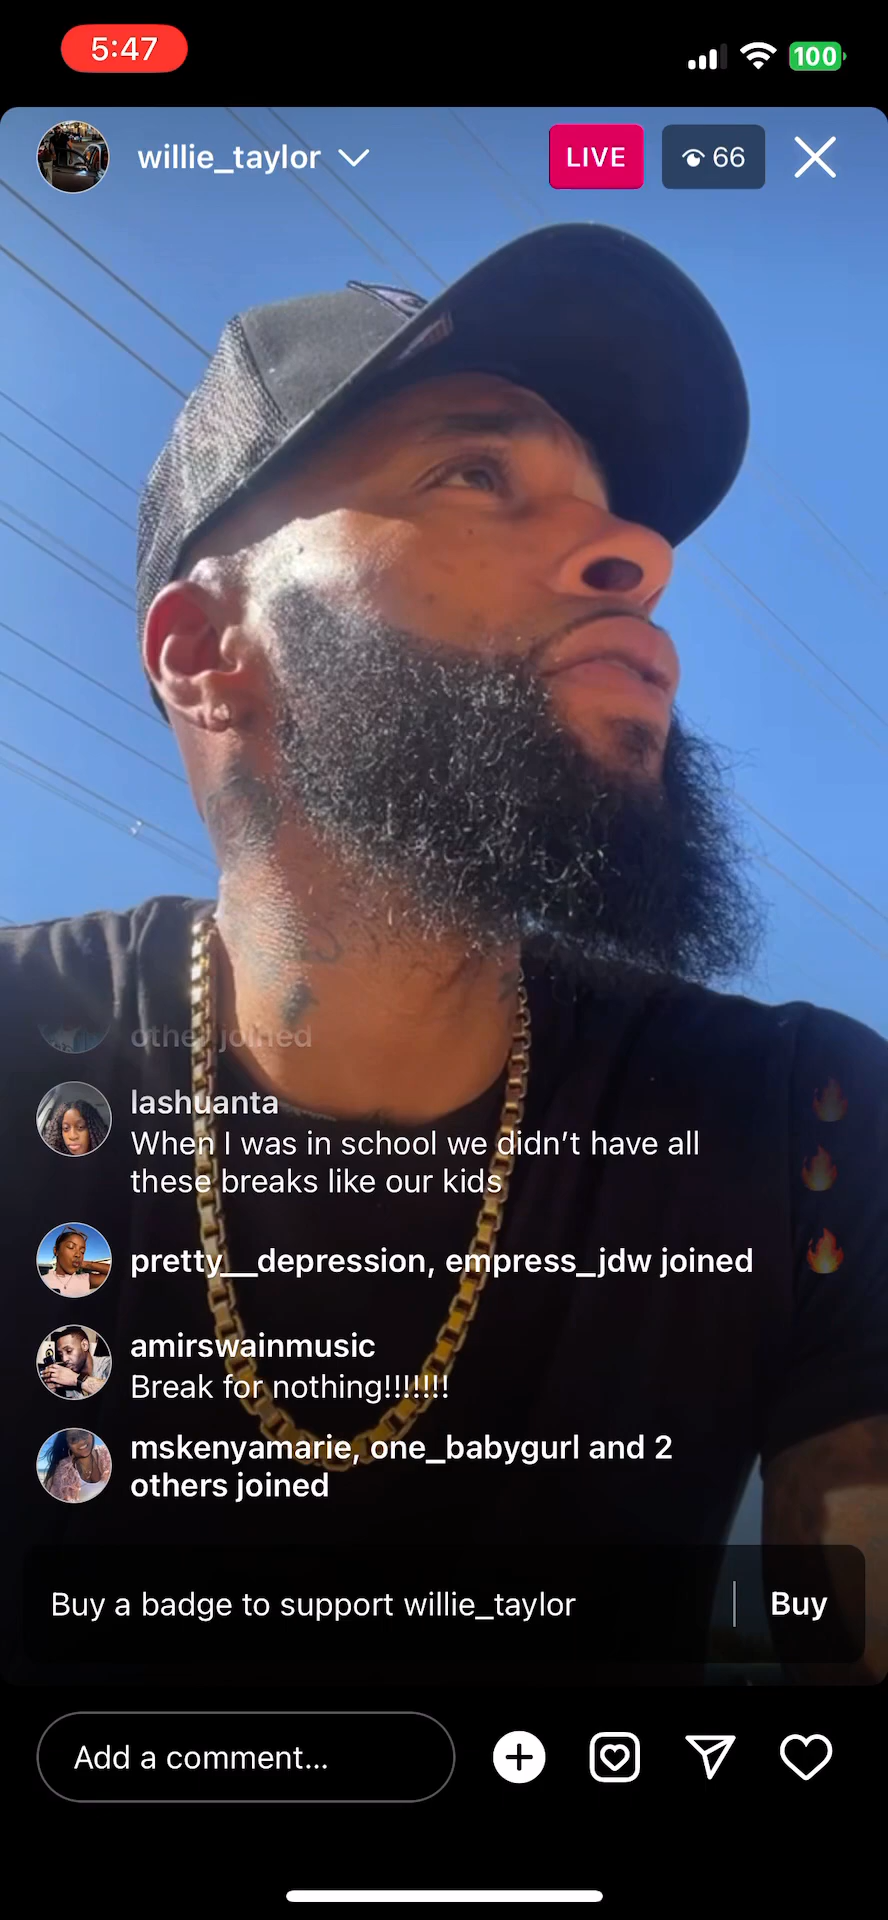 5:47
100
willie_taylor
LIVE
66
other joined
lashuanta
When I was in school we didn't have all
these breaks like our kids
pretty__depression, empress_jdw joined
amirswainmusic
Break for nothing!!!!!!!
mskenyamarie, one_babygurl and 2
others joined
Buy a badge to support willie_taylor
Buy
Add a comment...